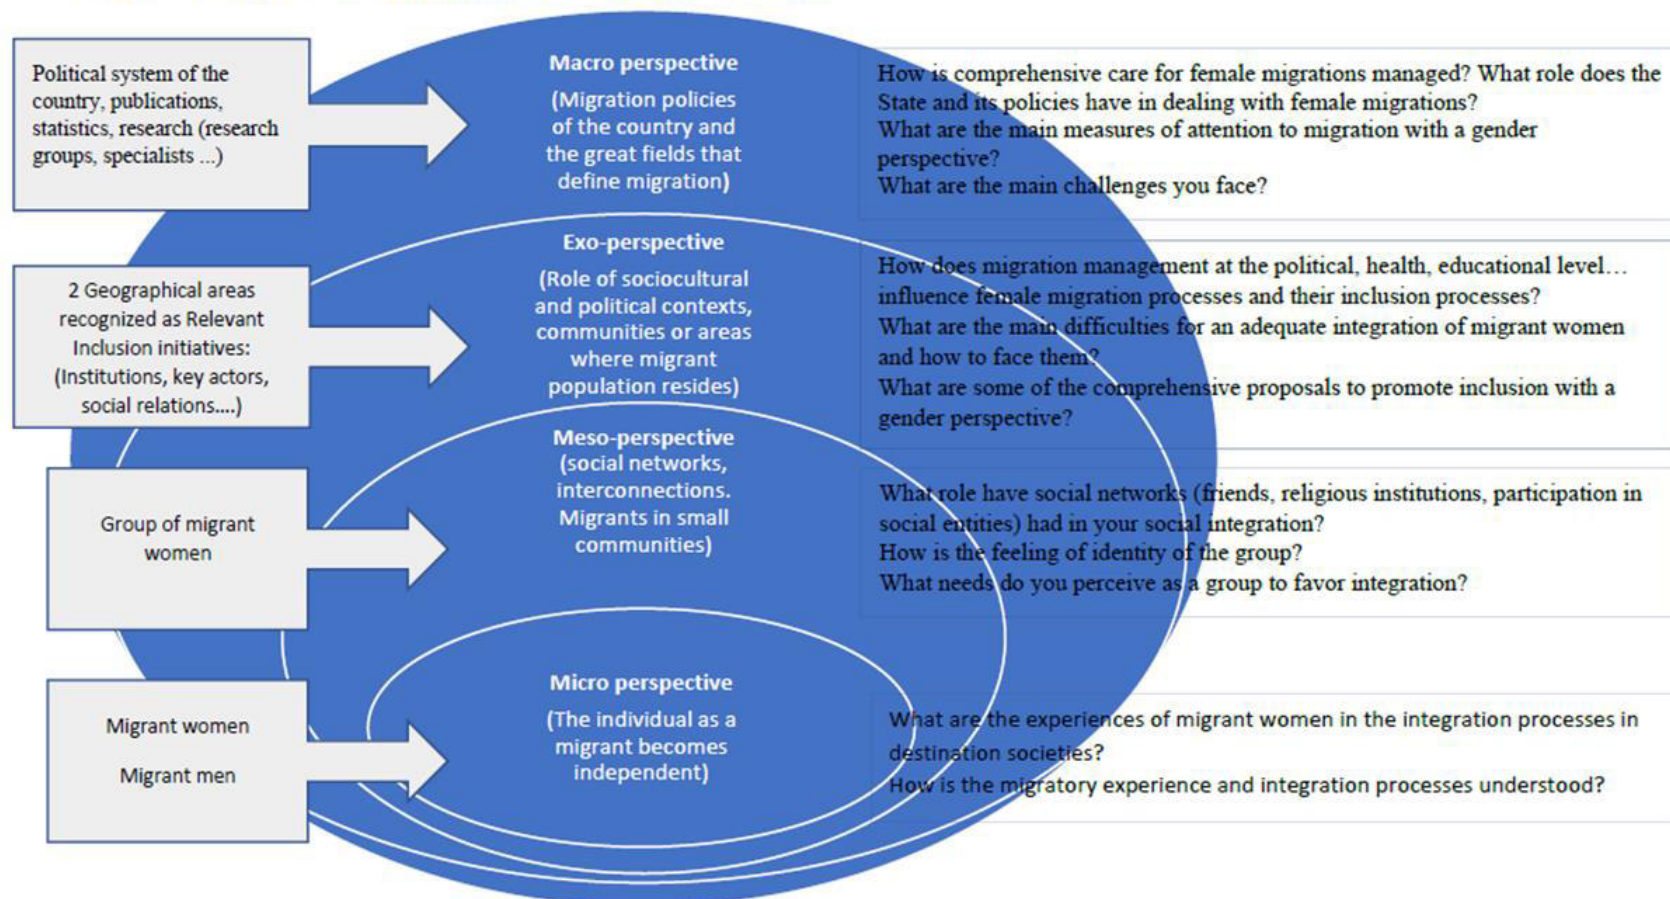 Political system of the
country, publications,
statistics, research (research
groups, specialists ...)
Macro perspective
(Migration policies
of the country and
the great fields that
define migration)
How is comprehensive care for female migrations managed? What role does the
State and its policies have in dealing with female migrations?
What are the main measures of attention to migration with a gender
perspective?
What are the main challenges you face?
2 Geographical areas
recognized as Relevant
Inclusion initiatives:
(Institutions, key actors,
social relations....)
Exo-perspective
(Role of sociocultural
and political contexts,
communities or areas
where migrant
population resides)
How does migration management at the political, health, educational level…
influence female migration processes and their inclusion processes?
What are the main difficulties for an adequate integration of migrant women
and how to face them?
What are some of the comprehensive proposals to promote inclusion with a
gender perspective?
Group of migrant
women
Meso-perspective
(social networks,
interconnections.
Migrants in small
communities)
What role have social networks (friends, religious institutions, participation in
social entities) had in your social integration?
How is the feeling of identity of the group?
What needs do you perceive as a group to favor integration?
Migrant women
Migrant men
Micro perspective
(The individual as a
migrant becomes
independent)
What are the experiences of migrant women in the integration processes in
destination societies?
How is the migratory experience and integration processes understood?